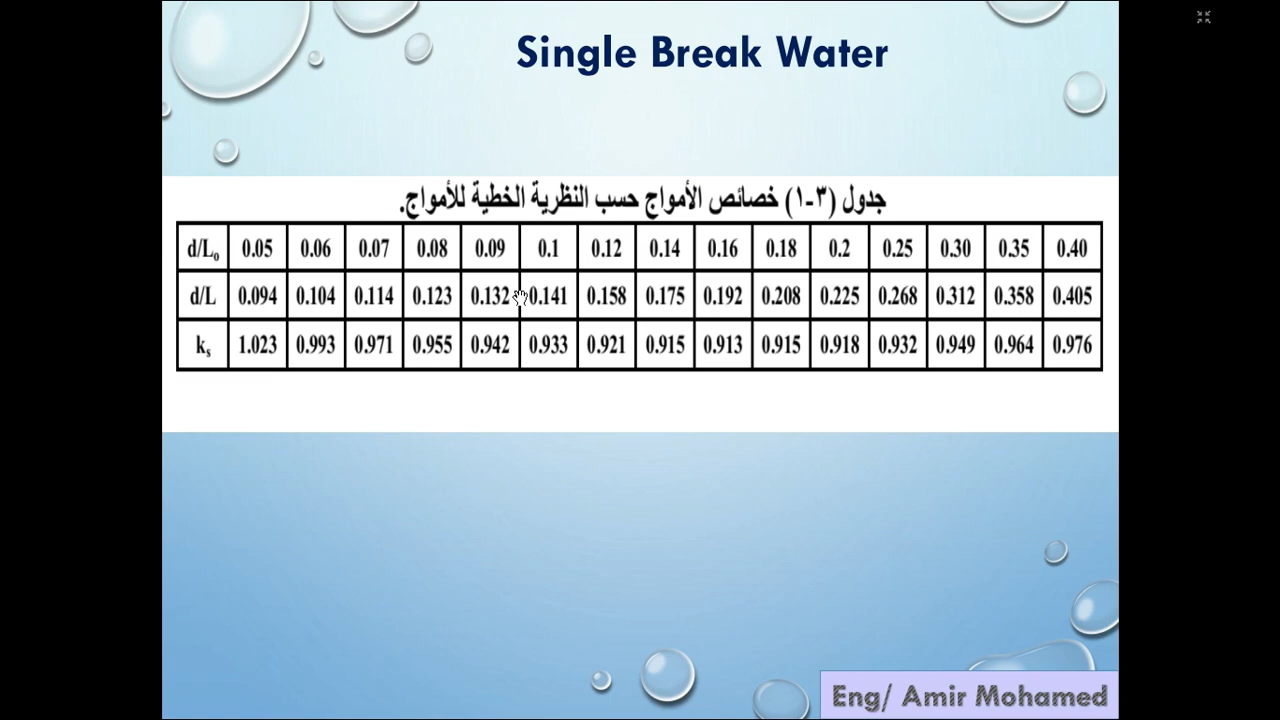 Single Break Water
جدول (٣-١) خصائص الأمواج حسب النظرية الخطية للأمواج.
d/L₀ 0.05 0.06 0.07 0.08 0.09 0.1 0.12 0.14 0.16 0.18 0.2 0.25 0.30 0.35 0.40
d/L 0.094 0.104 0.114 0.123 0.132 0.141 0.158 0.175 0.192 0.208 0.225 0.268 0.312 0.358 0.405
kₛ 1.023 0.993 0.971 0.955 0.942 0.933 0.921 0.915 0.913 0.915 0.918 0.932 0.949 0.964 0.976
Eng/ Amir Mohamed